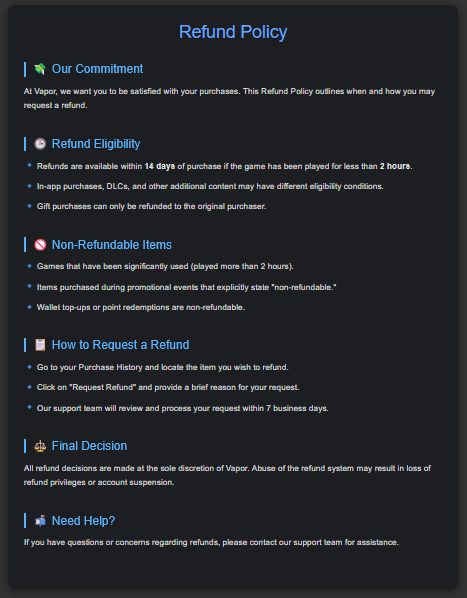 Refund Policy
Our Commitment
At Vapor, we want you to be satisfied with your purchases. This Refund Policy outlines when and how you may
request a refund.
Refund Eligibility
Refunds are available within 14 days of purchase if the game has been played for less than 2 hours.
In-app purchases, DLCs, and other additional content may have different eligibility conditions.
Gift purchases can only be refunded to the original purchaser.
Non-Refundable Items
Games that have been significantly used (played more than 2 hours).
Items purchased during promotional events that explicitly state "non-refundable."
Wallet top-ups or point redemptions are non-refundable.
How to Request a Refund
Go to your Purchase History and locate the item you wish to refund.
Click on "Request Refund" and provide a brief reason for your request.
Our support team will review and process your request within 7 business days.
Final Decision
All refund decisions are made at the sole discretion of Vapor. Abuse of the refund system may result in loss of
refund privileges or account suspension.
Need Help?
If you have questions or concerns regarding refunds, please contact our support team for assistance.